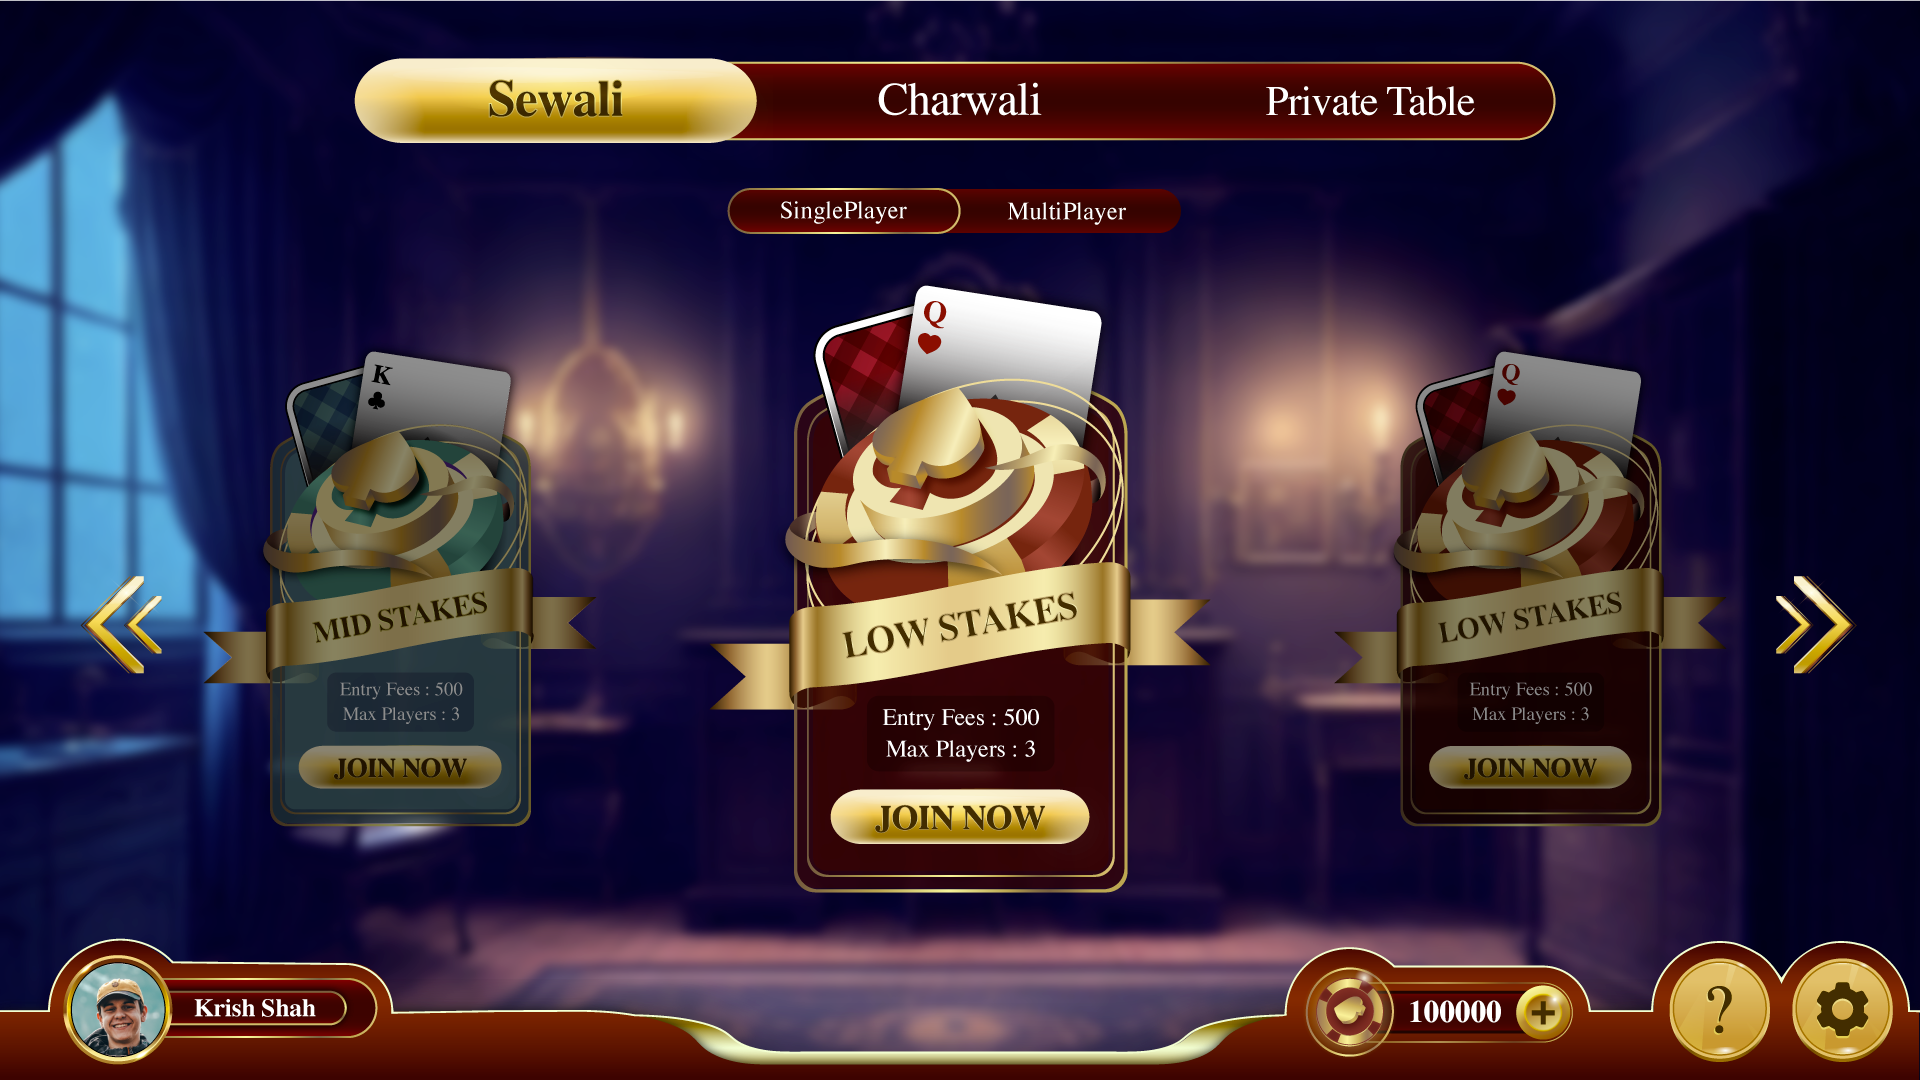 Sewali
Charwali
Private Table
SinglePlayer
MultiPlayer
K
MID STAKES
Entry Fees : 500
Max Players : 3
JOIN NOW
Q
LOW STAKES
Entry Fees : 500
Max Players : 3
JOIN NOW
Q
LOW STAKES
Entry Fees : 500
Max Players : 3
JOIN NOW
Krish Shah
100000
+
?